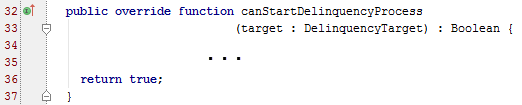 32 public override function canStartDelinquencyProcess
33 (target : DelinquencyTarget) : Boolean {
34
35 ...
36 return true;
37 }